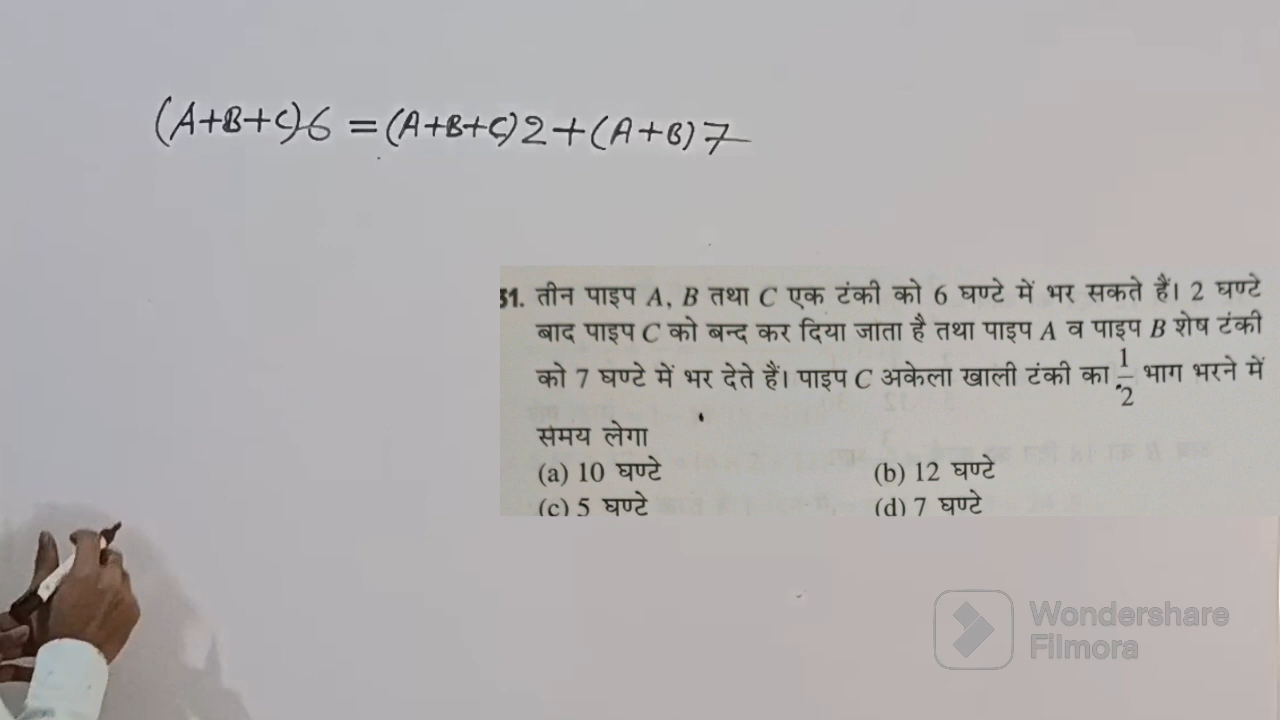 (A+B+C)6 = (A+B+C)2+(A+B)7
31. तीन पाइप A, B तथा C एक टंकी को 6 घण्टे में भर सकते हैं। 2 घण्टे
बाद पाइप C को बन्द कर दिया जाता है तथा पाइप A व पाइप B शेष टंकी
को 7 घण्टे में भर देते हैं। पाइप C अकेला खाली टंकी का 1/2 भाग भरने में
समय लेगा
(a) 10 घण्टे (b) 12 घण्टे
(c) 5 घण्टे (d) 7 घण्टे
Wondershare
Filmora